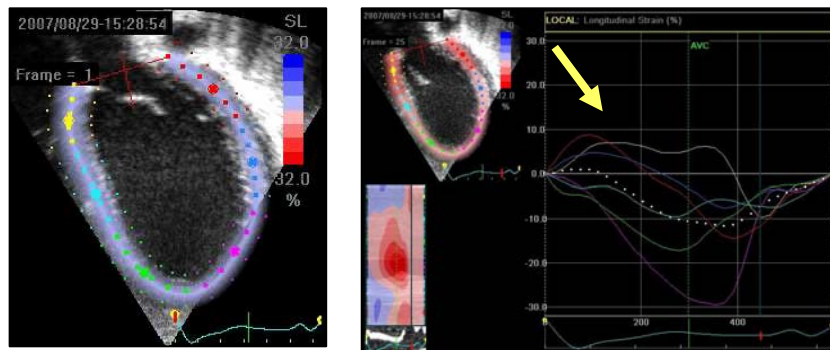 2007/08/29-15:28:54
SL
32.0
Frame = 1
-32.0
%
2007/08/29-15:28:54
SL
32.0
Frame = 25
%
LOCAL: Longitudinal Strain (%)
AVC
30.0
20.0
10.0
0.0
-10.0
-20.0
-30.0
200
400